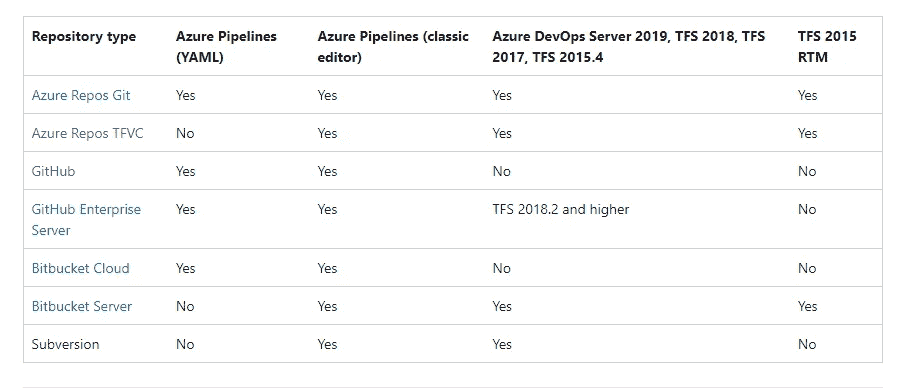 Repository type Azure Pipelines Azure Pipelines (classic Azure DevOps Server 2019, TFS 2018, TFS TFS 2015
(YAML) editor) 2017, TFS 2015.4 RTM
Azure Repos Git Yes Yes Yes Yes
Azure Repos TFVC No Yes Yes Yes
GitHub Yes Yes No No
GitHub Enterprise Yes Yes TFS 2018.2 and higher No
Server
Bitbucket Cloud Yes Yes No No
Bitbucket Server No Yes Yes Yes
Subversion No Yes Yes No